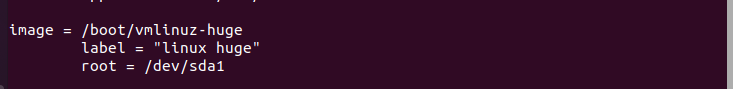 image = /boot/vmlinuz-huge
label = "linux huge"
root = /dev/sda1